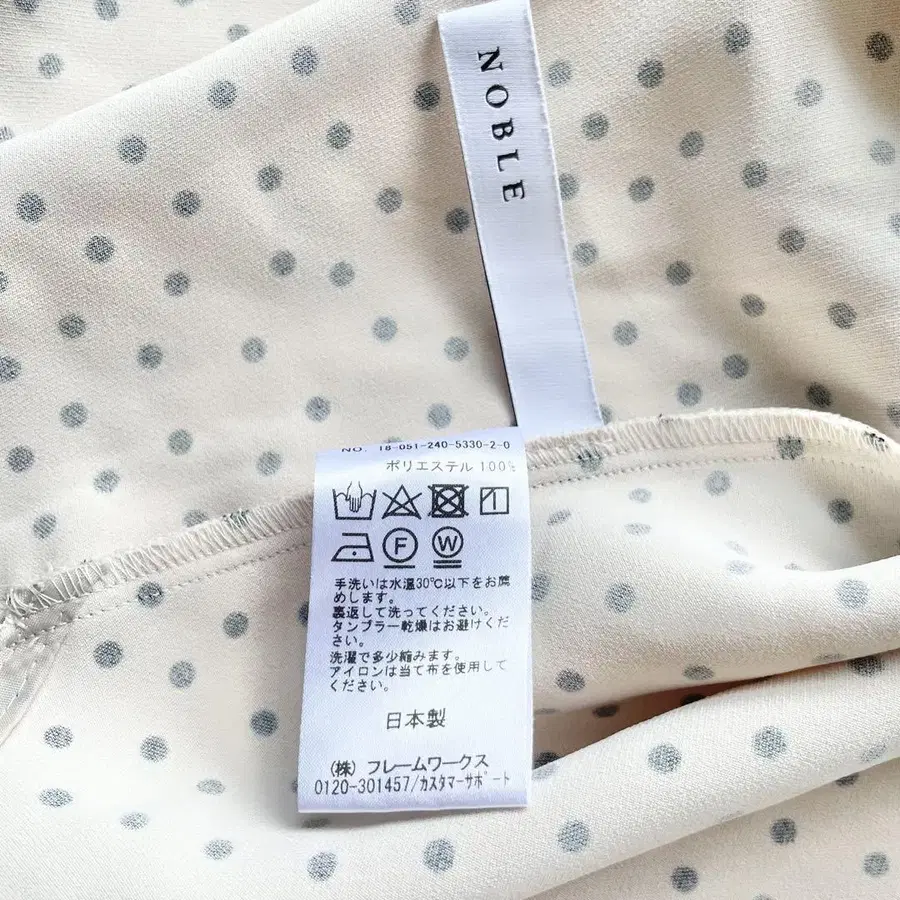 NOBLE
NO. 18-051-240-5330-2-0
ポリエステル 100%
F
W
手洗いは水温30℃以下をお薦
めします。
裏返して洗ってください。
タンブラー乾燥はお避けくだ
さい。
洗濯で多少縮みます。
アイロンは当て布を使用して
ください。
日本製
(株) フレームワークス
0120-301457/カスタマーサポート